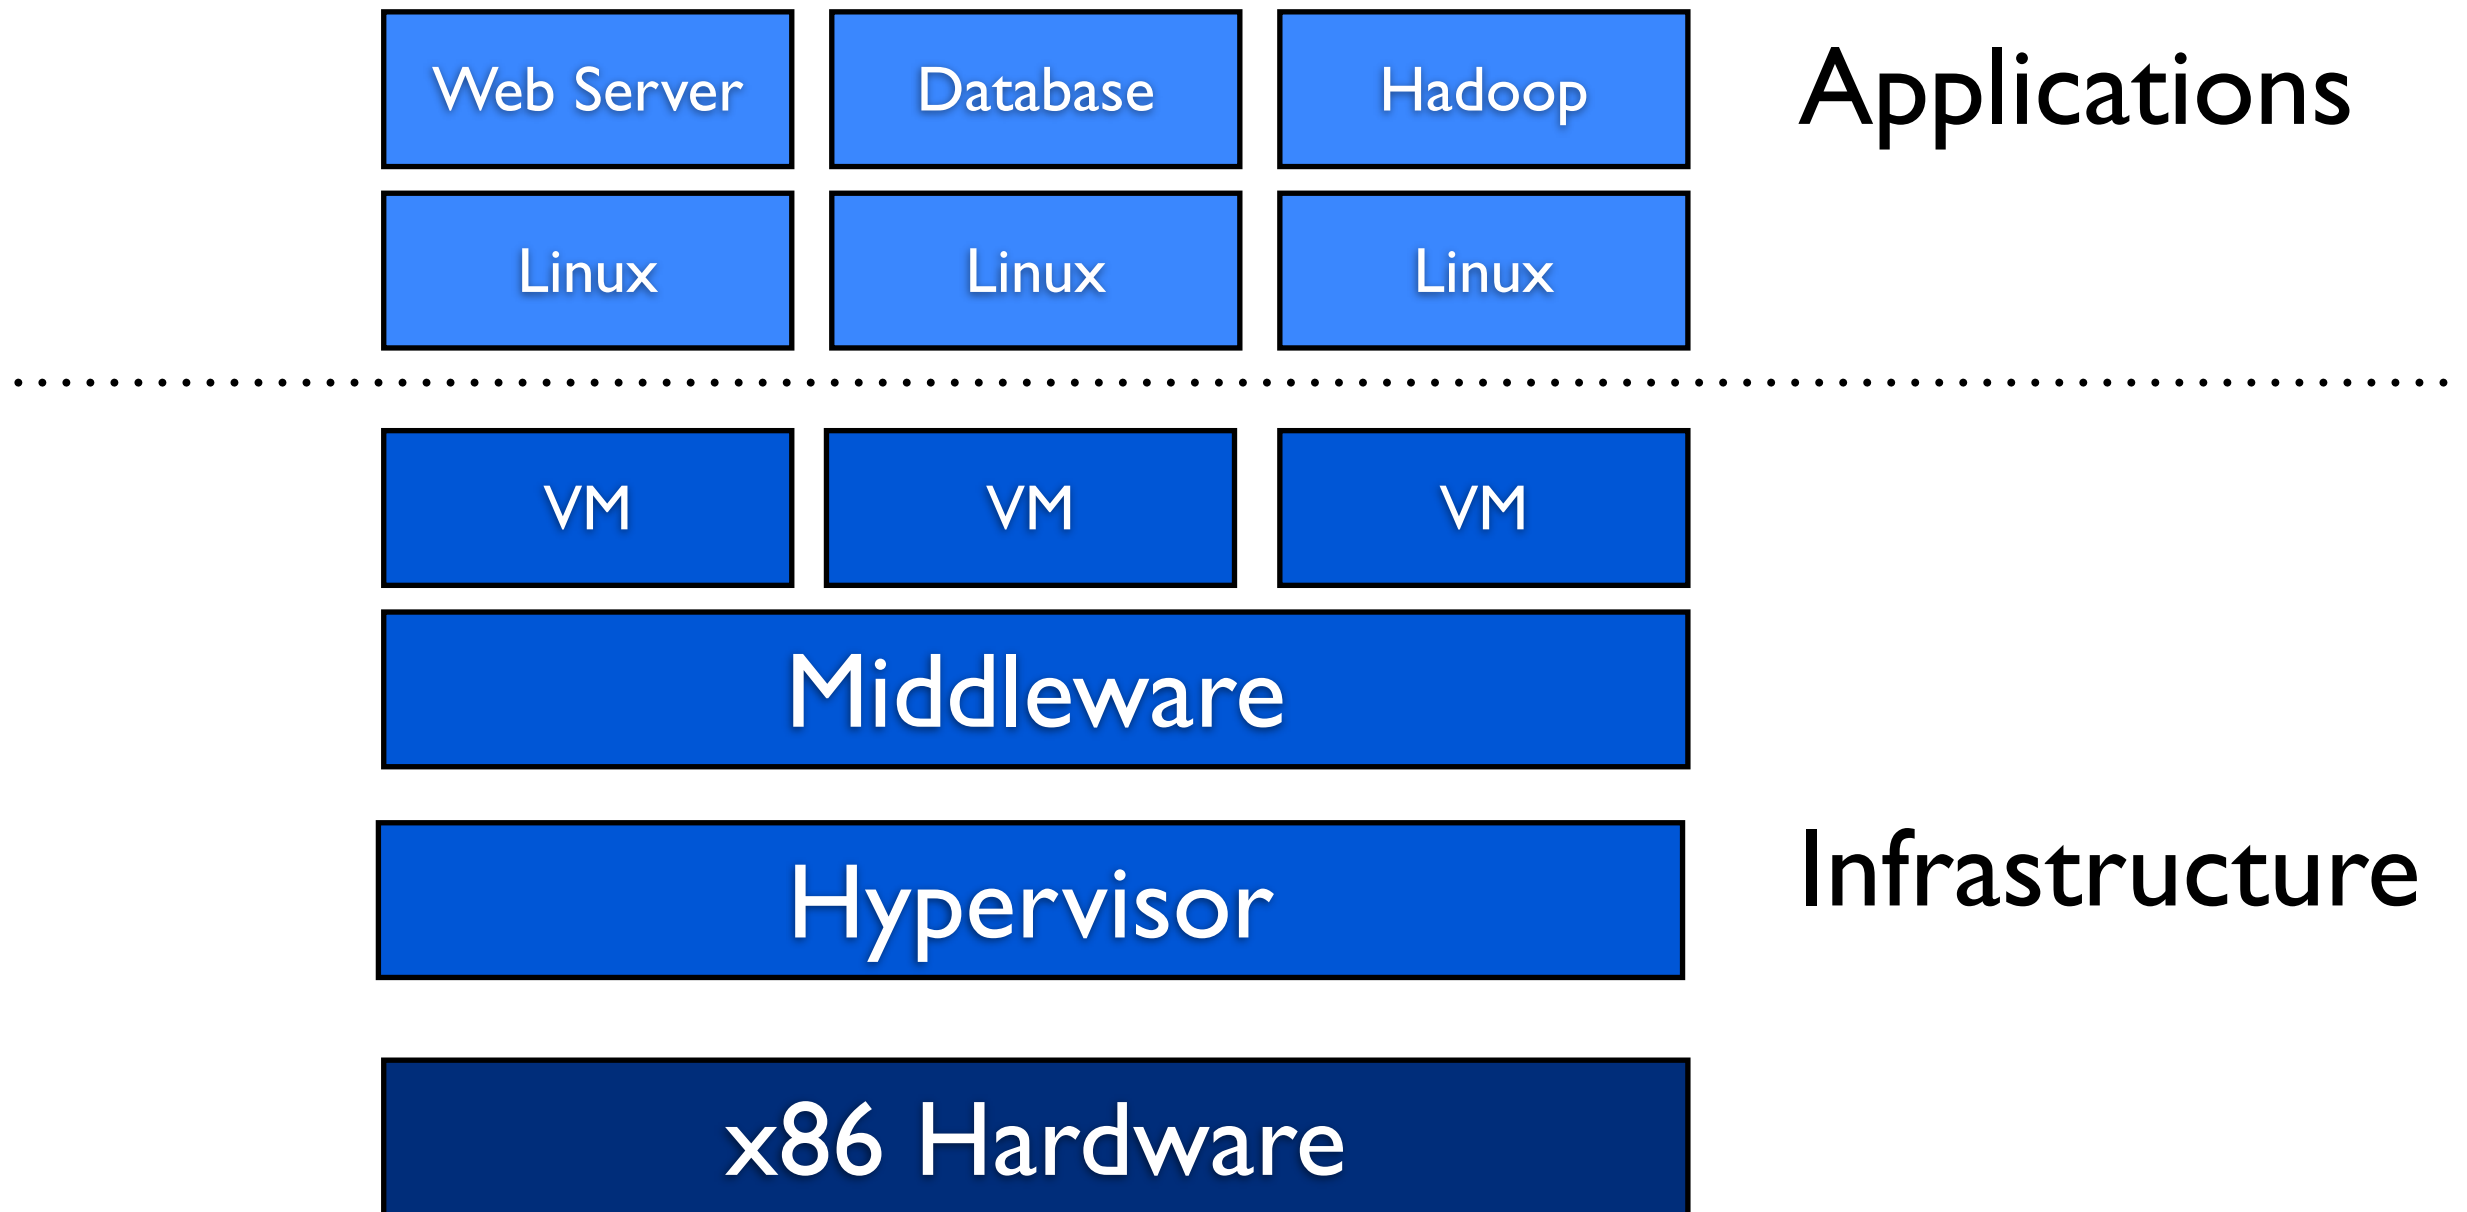 Web Server
Database
Hadoop
Applications
Linux
Linux
Linux
VM
VM
VM
Middleware
Hypervisor
Infrastructure
x86 Hardware